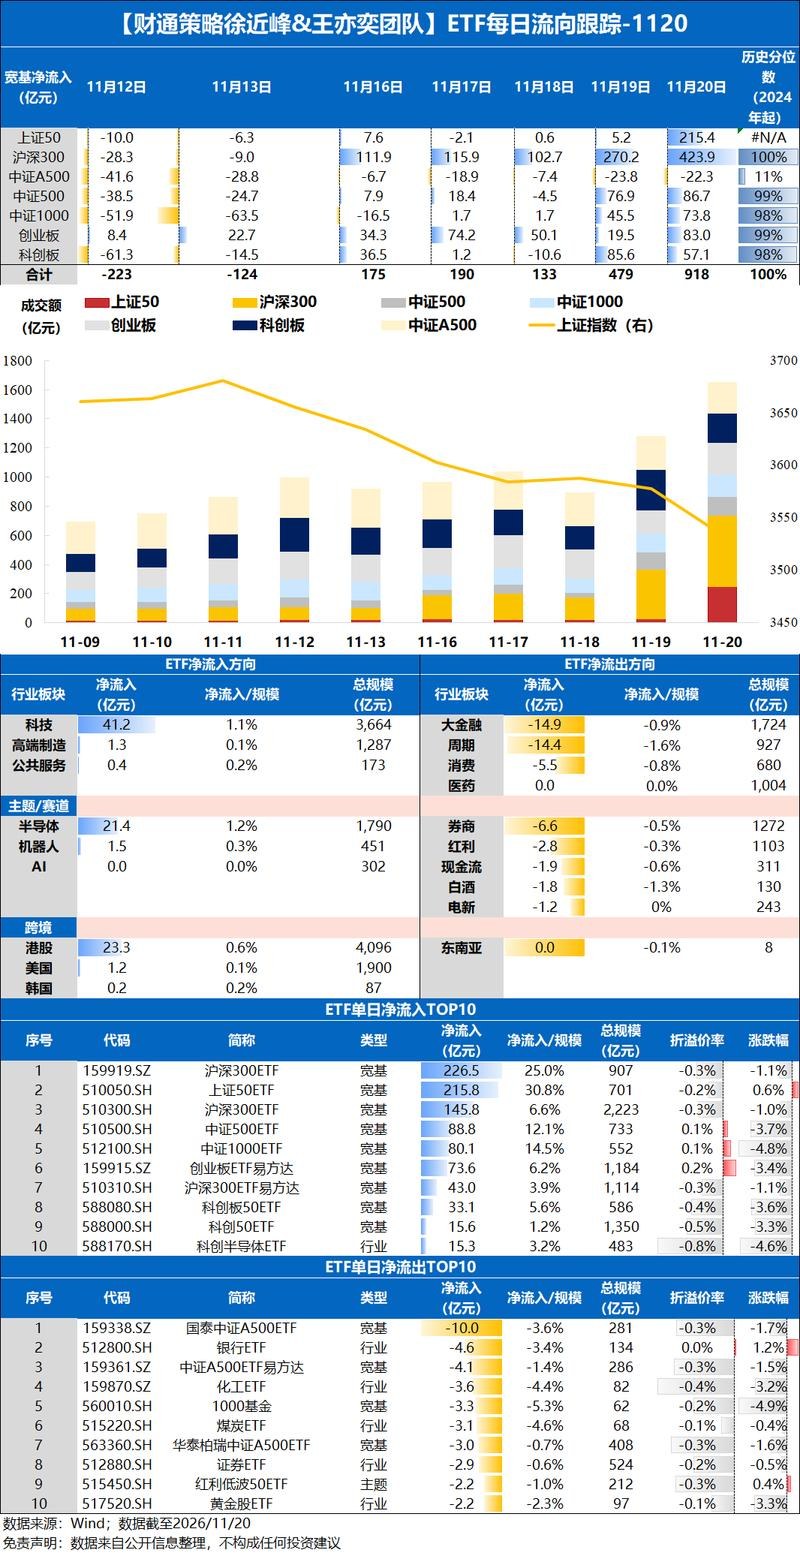 【财通策略徐近峰&王亦奕团队】ETF每日流向跟踪-1120
宽基净流入（亿元） 11月12日 11月13日 11月16日 11月17日 11月18日 11月19日 11月20日 历史分位数（2024年起）
上证50 -10.0 -6.3 7.6 -2.1 0.6 5.2 215.4 #N/A
沪深300 -28.3 -9.0 111.9 115.9 102.7 270.2 423.9 100%
中证A500 -41.6 -28.8 -6.7 -18.9 -7.4 -23.8 -22.3 11%
中证500 -38.5 -24.7 7.9 18.4 -4.5 76.9 86.7 99%
中证1000 -51.9 -63.5 -16.5 1.7 1.7 45.5 73.8 98%
创业板 8.4 22.7 34.3 74.2 50.1 19.5 83.0 99%
科创板 -61.3 -14.5 36.5 1.2 -10.6 85.6 57.1 98%
合计 -223 -124 175 190 133 479 918 100%
成交额（亿元） 上证50 沪深300 中证500 中证1000
创业板 科创板 中证A500 上证指数（右）
1800 3700
1600
1400 3650
1200
1000 3600
800
600 3550
400 3500
200
0 3450
11-09 11-10 11-11 11-12 11-13 11-16 11-17 11-18 11-19 11-20
ETF净流入方向 ETF净流出方向
行业板块 净流入（亿元） 净流入/规模 总规模（亿元） 行业板块 净流入（亿元） 净流入/规模 总规模（亿元）
科技 41.2 1.1% 3,664 大金融 -14.9 -0.9% 1,724
高端制造 1.3 0.1% 1,287 周期 -14.4 -1.6% 927
公共服务 0.4 0.2% 173 消费 -5.5 -0.8% 680
医药 0.0 0.0% 1,004
主题/赛道
半导体 21.4 1.2% 1,790 券商 -6.6 -0.5% 1272
机器人 1.5 0.3% 451 红利 -2.8 -0.3% 1103
AI 0.0 0.0% 302 现金流 -1.9 -0.6% 311
白酒 -1.8 -1.3% 130
电新 -1.2 0% 243
跨境
港股 23.3 0.6% 4,096 东南亚 0.0 -0.1% 8
美国 1.2 0.1% 1,900
韩国 0.2 0.2% 87
ETF单日净流入TOP10
序号 代码 简称 类型 净流入（亿元） 净流入/规模 总规模（亿元） 折溢价率 涨跌幅
1 159919.SZ 沪深300ETF 宽基 226.5 25.0% 907 -0.3% -1.1%
2 510050.SH 上证50ETF 宽基 215.8 30.8% 701 -0.2% 0.6%
3 510300.SH 沪深300ETF 宽基 145.8 6.6% 2,223 -0.3% -1.0%
4 510500.SH 中证500ETF 宽基 88.8 12.1% 733 0.1% -3.7%
5 512100.SH 中证1000ETF 宽基 80.1 14.5% 552 0.1% -4.8%
6 159915.SZ 创业板ETF易方达 宽基 73.6 6.2% 1,184 0.2% -3.4%
7 510310.SH 沪深300ETF易方达 宽基 43.0 3.9% 1,114 -0.3% -1.1%
8 588080.SH 科创板50ETF 宽基 33.1 5.6% 586 -0.4% -3.6%
9 588000.SH 科创50ETF 宽基 15.6 1.2% 1,350 -0.5% -3.3%
10 588170.SH 科创半导体ETF 行业 15.3 3.2% 483 -0.8% -4.6%
ETF单日净流出TOP10
序号 代码 简称 类型 净流入（亿元） 净流入/规模 总规模（亿元） 折溢价率 涨跌幅
1 159338.SZ 国泰中证A500ETF 宽基 -10.0 -3.6% 281 -0.3% -1.7%
2 512800.SH 银行ETF 行业 -4.6 -3.4% 134 0.0% 1.2%
3 159361.SZ 中证A500ETF易方达 宽基 -4.1 -1.4% 286 -0.3% -1.5%
4 159870.SZ 化工ETF 行业 -3.6 -4.4% 82 -0.4% -3.2%
5 560010.SH 1000基金 宽基 -3.3 -5.3% 62 -0.2% -4.9%
6 515220.SH 煤炭ETF 行业 -3.1 -4.6% 68 -0.1% -0.4%
7 563360.SH 华泰柏瑞中证A500ETF 宽基 -3.0 -0.7% 408 -0.3% -1.6%
8 512880.SH 证券ETF 行业 -2.9 -0.6% 524 -0.2% -0.5%
9 515450.SH 红利低波50ETF 主题 -2.2 -1.0% 212 -0.3% 0.4%
10 517520.SH 黄金股ETF 行业 -2.2 -2.3% 97 -0.1% -3.3%
数据来源：Wind；数据截至2026/11/20
免责声明：数据来自公开信息整理，不构成任何投资建议